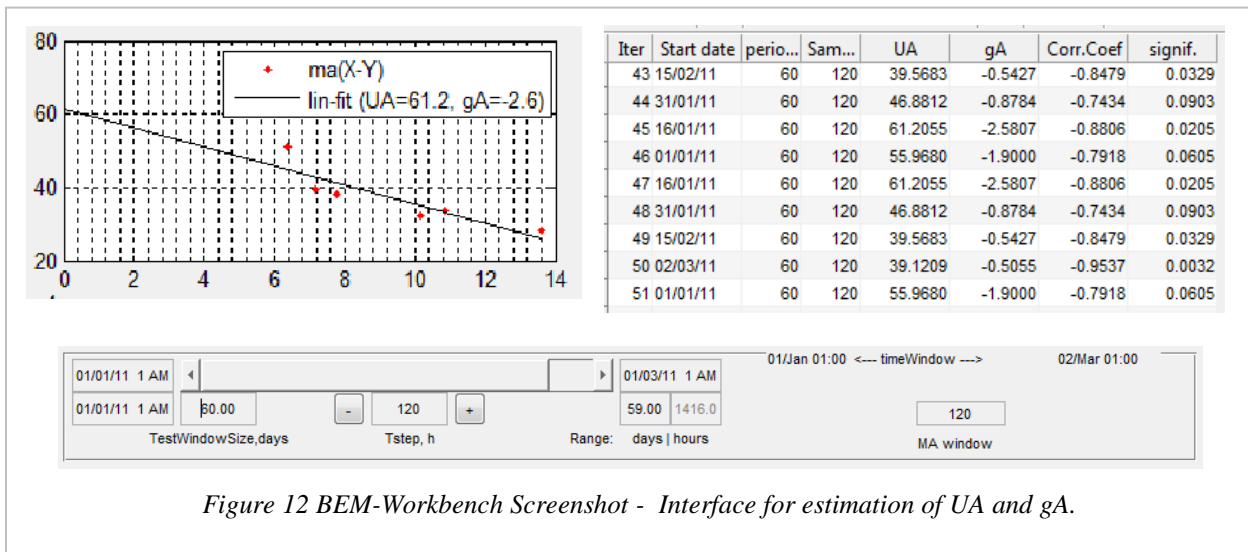 80
60
40
20
0 2 4 6 8 10 12 14
ma(X-Y)
lin-fit (UA=61.2, gA=-2.6)
Iter Start date perio... Sam... UA gA Corr.Coef signif.
43 15/02/11 60 120 39.5683 -0.5427 -0.8479 0.0329
44 31/01/11 60 120 46.8812 -0.8784 -0.7434 0.0903
45 16/01/11 60 120 61.2055 -2.5807 -0.8806 0.0205
46 01/01/11 60 120 55.9680 -1.9000 -0.7918 0.0605
47 16/01/11 60 120 61.2055 -2.5807 -0.8806 0.0205
48 31/01/11 60 120 46.8812 -0.8784 -0.7434 0.0903
49 15/02/11 60 120 39.5683 -0.5427 -0.8479 0.0329
50 02/03/11 60 120 39.1209 -0.5055 -0.9537 0.0032
51 01/01/11 60 120 55.9680 -1.9000 -0.7918 0.0605
01/Jan 01:00 <--- timeWindow ---> 02/Mar 01:00
01/01/11 1 AM 01/03/11 1 AM
01/01/11 1 AM 60.00 - 120 + 59.00 1416.0 120
TestWindowSize,days Tstep, h Range: days | hours MA window
Figure 12 BEM-Workbench Screenshot - Interface for estimation of UA and gA.